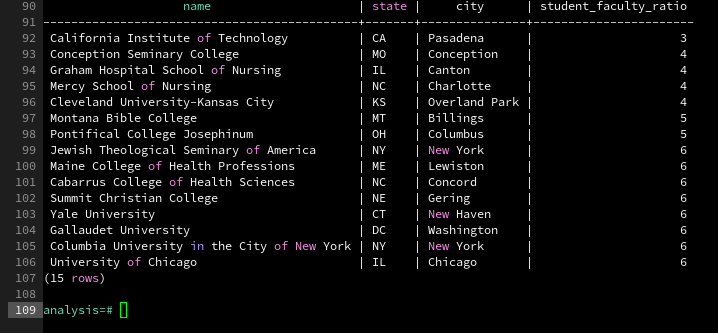 90 name | state | city | student_faculty_ratio
91 -----------------------------------------------+-------+---------------+-----------------------
92 California Institute of Technology | CA | Pasadena | 3
93 Conception Seminary College | MO | Conception | 4
94 Graham Hospital School of Nursing | IL | Canton | 4
95 Mercy School of Nursing | NC | Charlotte | 4
96 Cleveland University-Kansas City | KS | Overland Park | 4
97 Montana Bible College | MT | Billings | 5
98 Pontifical College Josephinum | OH | Columbus | 5
99 Jewish Theological Seminary of America | NY | New York | 6
100 Maine College of Health Professions | ME | Lewiston | 6
101 Cabarrus College of Health Sciences | NC | Concord | 6
102 Summit Christian College | NE | Gering | 6
103 Yale University | CT | New Haven | 6
104 Gallaudet University | DC | Washington | 6
105 Columbia University in the City of New York | NY | New York | 6
106 University of Chicago | IL | Chicago | 6
107 (15 rows)
108
109 analysis=#